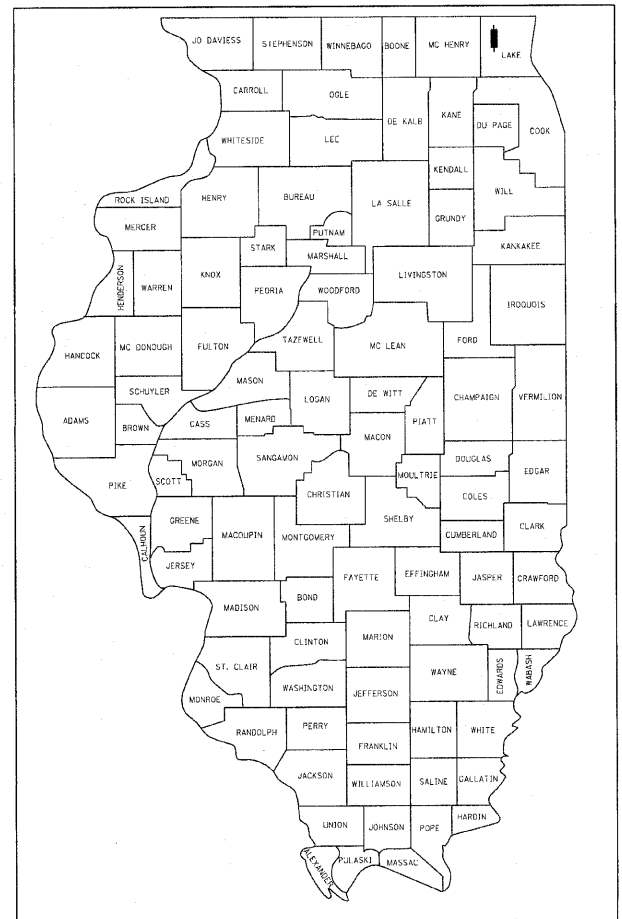 JO DAVIESS
STEPHENSON
WINNEBAGO
BOONE
MC HENRY
LAKE
CARROLL
OGLE
DE KALB
KANE
DU PAGE
COOK
WHITESIDE
LEE
KENDALL
WILL
ROCK ISLAND
HENRY
BUREAU
LA SALLE
GRUNDY
MERCER
PUTNAM
STARK
MARSHALL
KANKAKEE
HENDERSON
WARREN
KNOX
PEORIA
WOODFORD
LIVINGSTON
IROQUOIS
HANCOCK
MC DONOUGH
FULTON
TAZEWELL
MC LEAN
FORD
MASON
SCHUYLER
LOGAN
DE WITT
CHAMPAIGN
VERMILION
ADAMS
BROWN
CASS
MENARD
MACON
PIATT
PIKE
SCOTT
MORGAN
SANGAMON
MOULTRIE
DOUGLAS
EDGAR
CHRISTIAN
COLES
SHELBY
GREENE
MACOUPIN
MONTGOMERY
CUMBERLAND
CLARK
CALHOUN
JERSEY
FAYETTE
EFFINGHAM
JASPER
CRAWFORD
MADISON
BOND
CLAY
RICHLAND
LAWRENCE
CLINTON
MARION
ST. CLAIR
WAYNE
EDWARDS
WABASH
WASHINGTON
JEFFERSON
MONROE
RANDOLPH
PERRY
HAMILTON
WHITE
FRANKLIN
JACKSON
WILLIAMSON
SALINE
GALLATIN
UNION
JOHNSON
POPE
HARDIN
ALEXANDER
PULASKI
MASSAC